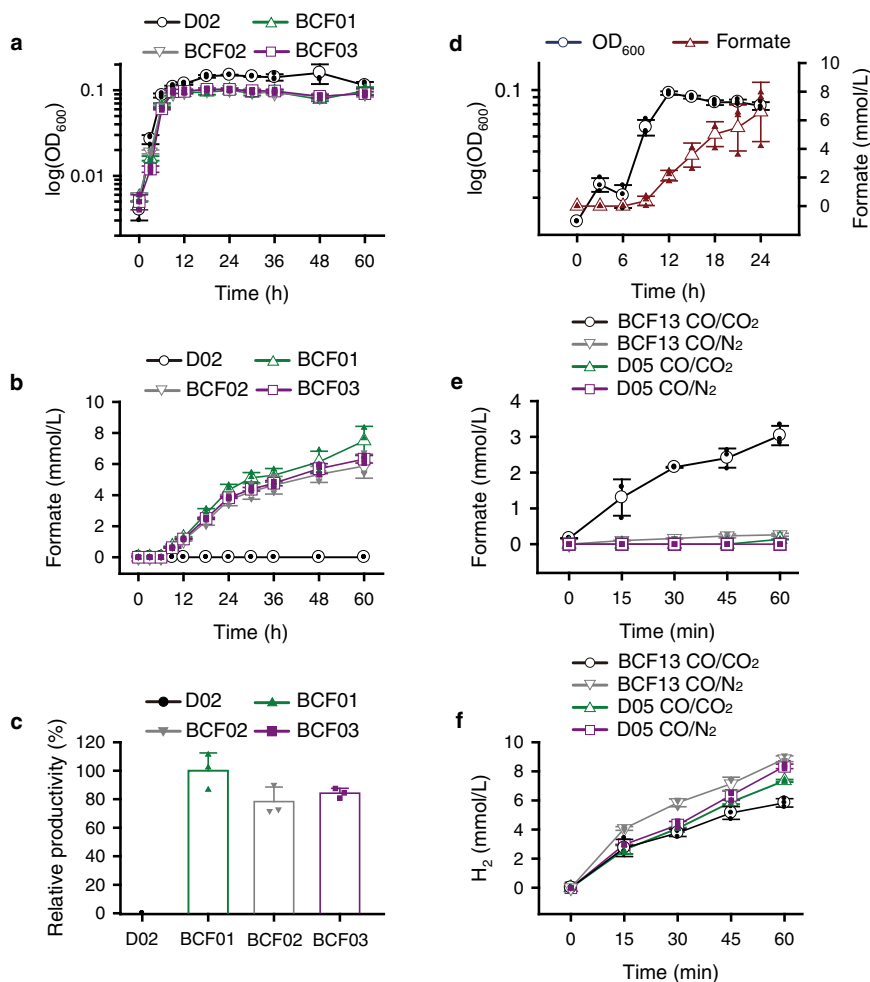 a
D02
BCF01
BCF02
BCF03
log(OD600)
0.1
0.01
0 12 24 36 48 60
Time (h)
b
D02
BCF01
BCF02
BCF03
Formate (mmol/L)
10
8
6
4
2
0
0 12 24 36 48 60
Time (h)
c
D02
BCF01
BCF02
BCF03
Relative productivity (%)
120
100
80
60
40
20
0
D02 BCF01 BCF02 BCF03
d
OD600
Formate
log(OD600)
0.1
10
8
6
4
2
0
Formate (mmol/L)
0 6 12 18 24
Time (h)
e
BCF13 CO/CO2
BCF13 CO/N2
D05 CO/CO2
D05 CO/N2
Formate (mmol/L)
4
3
2
1
0
0 15 30 45 60
Time (min)
f
BCF13 CO/CO2
BCF13 CO/N2
D05 CO/CO2
D05 CO/N2
H2 (mmol/L)
10
8
6
4
2
0
0 15 30 45 60
Time (min)